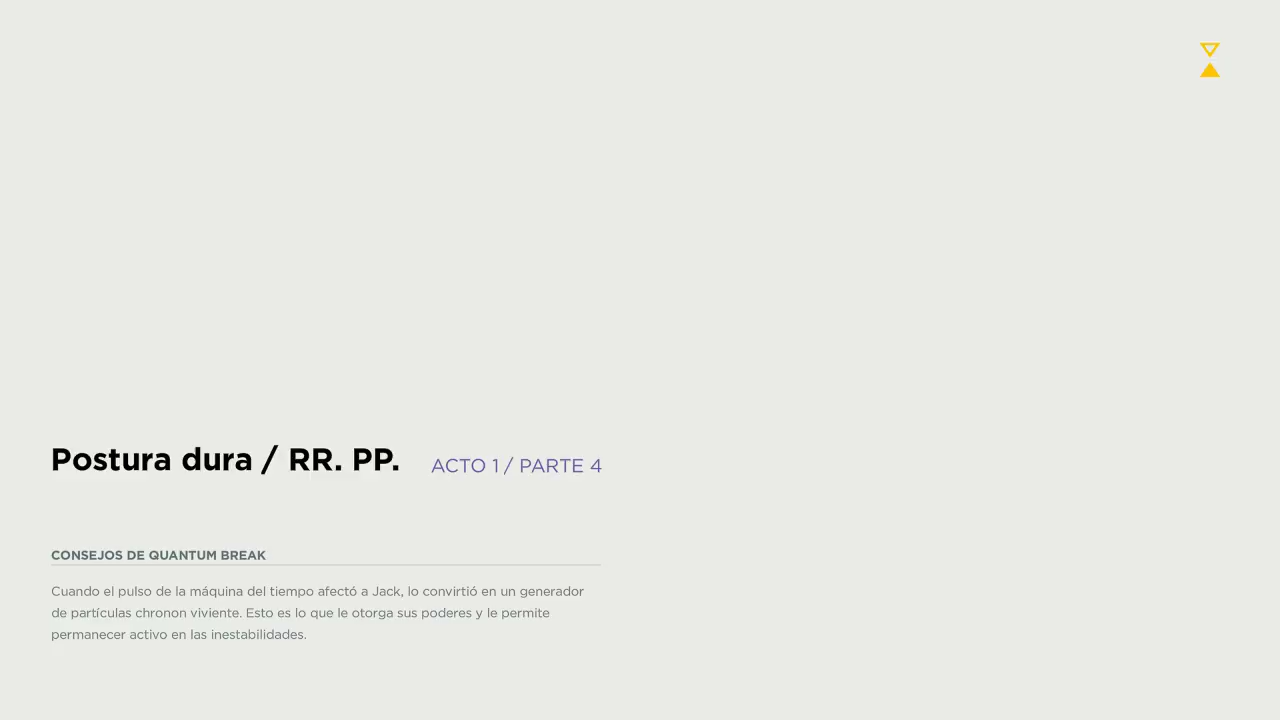 Postura dura / RR. PP. ACTO 1 / PARTE 4
CONSEJOS DE QUANTUM BREAK
Cuando el pulso de la máquina del tiempo afectó a Jack, lo convirtió en un generador
de partículas chronon viviente. Esto es lo que le otorga sus poderes y le permite
permanecer activo en las inestabilidades.